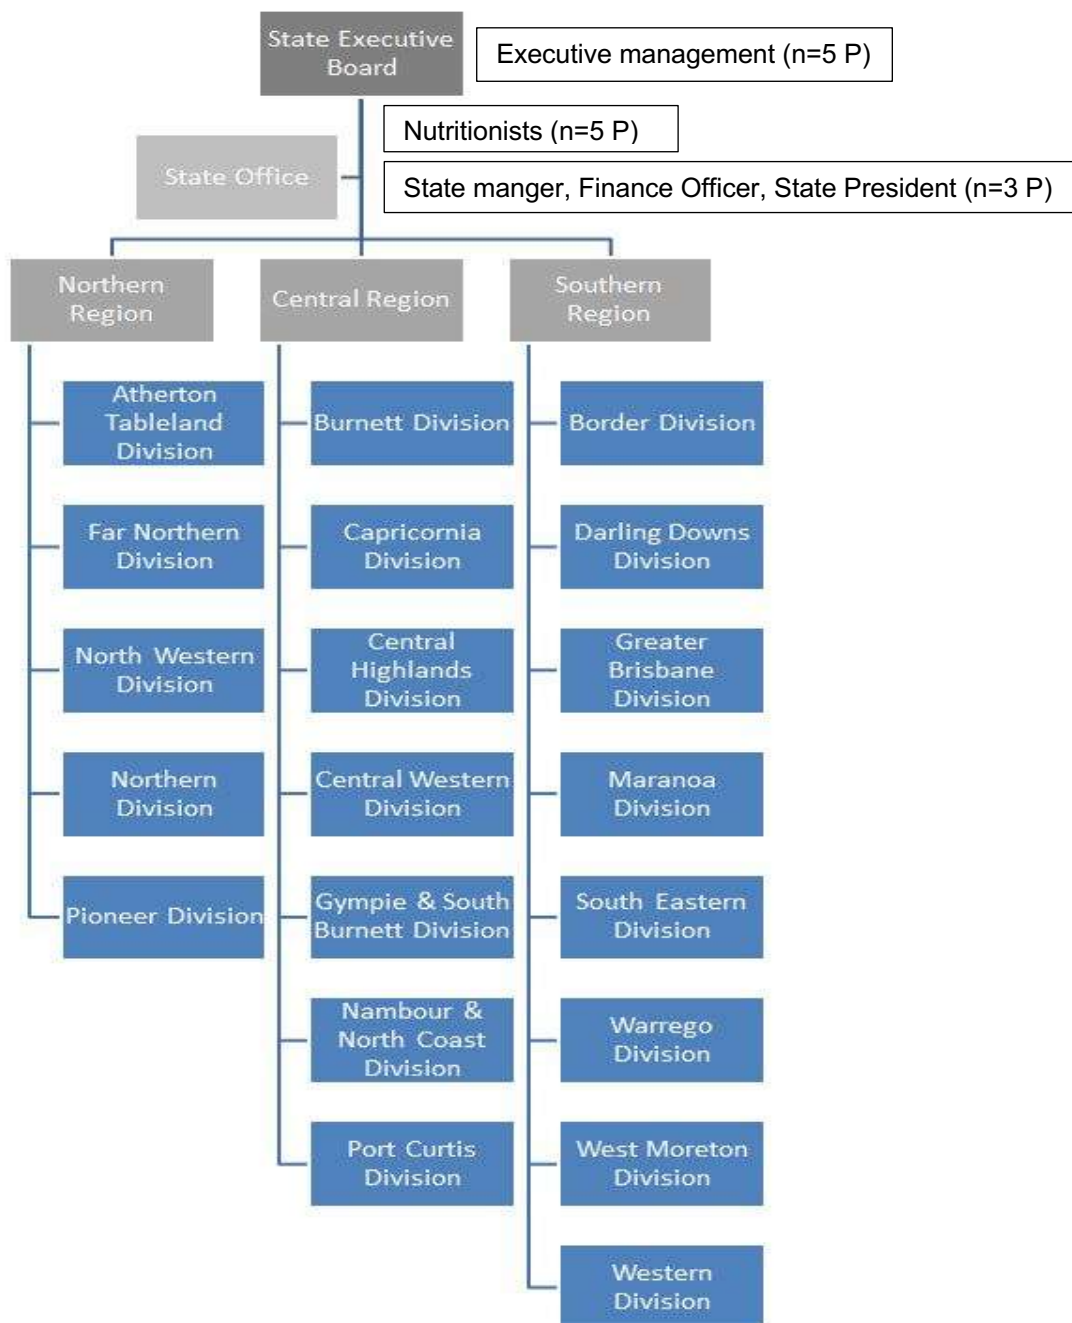 State Executive
Board
Executive management (n=5 P)
Nutritionists (n=5 P)
State Office
State manger, Finance Officer, State President (n=3 P)
Northern
Region
Central Region
Southern
Region
Atherton
Tableland
Division
Burnett Division
Border Division
Far Northern
Division
Capricornia
Division
Darling Downs
Division
North Western
Division
Central
Highlands
Division
Greater
Brisbane
Division
Northern
Division
Central Western
Division
Maranoa
Division
Pioneer Division
Gympie & South
Burnett Division
South Eastern
Division
Nambour &
North Coast
Division
Warrego
Division
Port Curtis
Division
West Moreton
Division
Western
Division